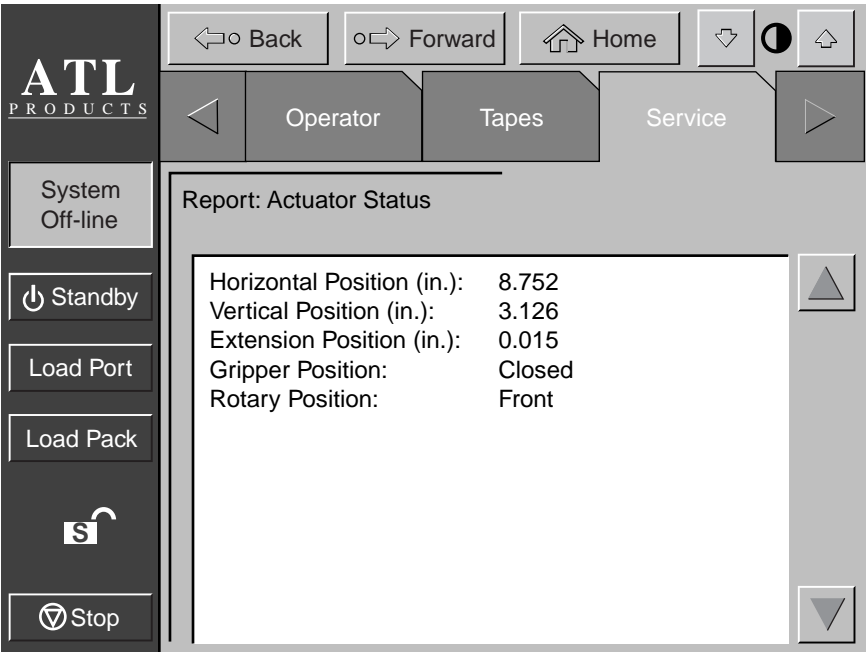 Back
Forward
Home
ATL
PRODUCTS
Operator
Tapes
Service
System
Off-line
Standby
Load Port
Load Pack
S
Stop
Report: Actuator Status
Horizontal Position (in.): 8.752
Vertical Position (in.): 3.126
Extension Position (in.): 0.015
Gripper Position: Closed
Rotary Position: Front